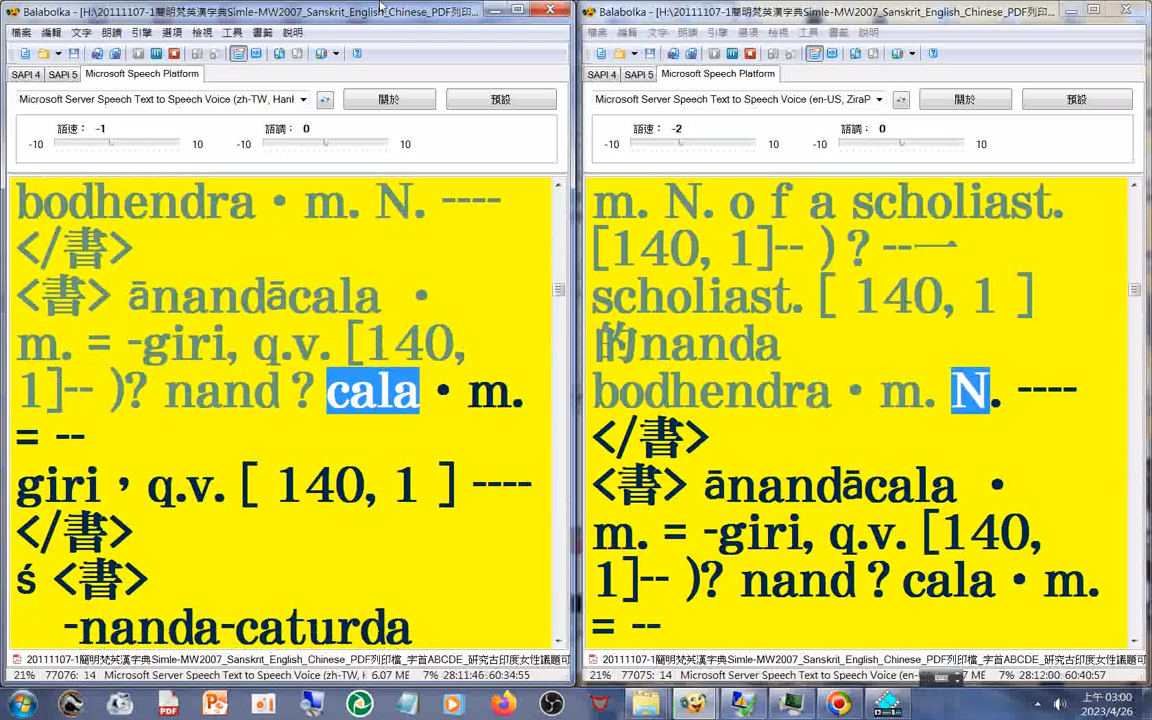 Balabolka - [H:\20111107-1簡明梵英漢字典Simle-MW2007_Sanskrit_English_Chinese_PDF列印...
檔案 編輯 文字 朗讀 引擎 選項 檢視 工具 書籤 說明
SAPI 4 SAPI 5 Microsoft Speech Platform
Microsoft Server Speech Text to Speech Voice (zh-TW, HanI
關於 預設
語速： -1 語調： 0
-10 10 -10 10
bodhendra • m. N. ----
</書>
<書> ānandācala •
m. = -giri, q.v. [140,
1]-- )? nand ? cala • m.
= --
giri，q.v. [ 140, 1 ] ----
</書>
ś <書>
-nanda-caturda
20111107-1簡明梵英漢字典Simle-MW2007_Sanskrit_English_Chinese_PDF列印檔_字首ABCDE_研究古印度女性議題可
21% 77076: 14 Microsoft Server Speech Text to Speech Voice (zh-TW, H 6.07 ME 7% 28:11:46:60:34:55
Balabolka - [H:\20111107-1簡明梵英漢字典Simle-MW2007_Sanskrit_English_Chinese_PDF列印...
檔案 編輯 文字 朗讀 引擎 選項 檢視 工具 書籤 說明
SAPI 4 SAPI 5 Microsoft Speech Platform
Microsoft Server Speech Text to Speech Voice (en-US, ZiraP
關於 預設
語速： -2 語調： 0
-10 10 -10 10
m. N. o f a scholiast.
[140, 1]-- ) ? --一
scholiast. [ 140, 1 ]
的nanda
bodhendra • m. N. ----
</書>
<書> ānandācala •
m. = -giri, q.v. [140,
1]-- )? nand ? cala • m.
= --
20111107-1簡明梵英漢字典Simle-MW2007_Sanskrit_English_Chinese_PDF列印檔_字首ABCDE_研究古印度女性議題可
21% 77075: 14 Microsoft Server Speech Text to Speech Voice (en-U 7% 28:12:00:60:40:57
上午 03:00
2023/4/26